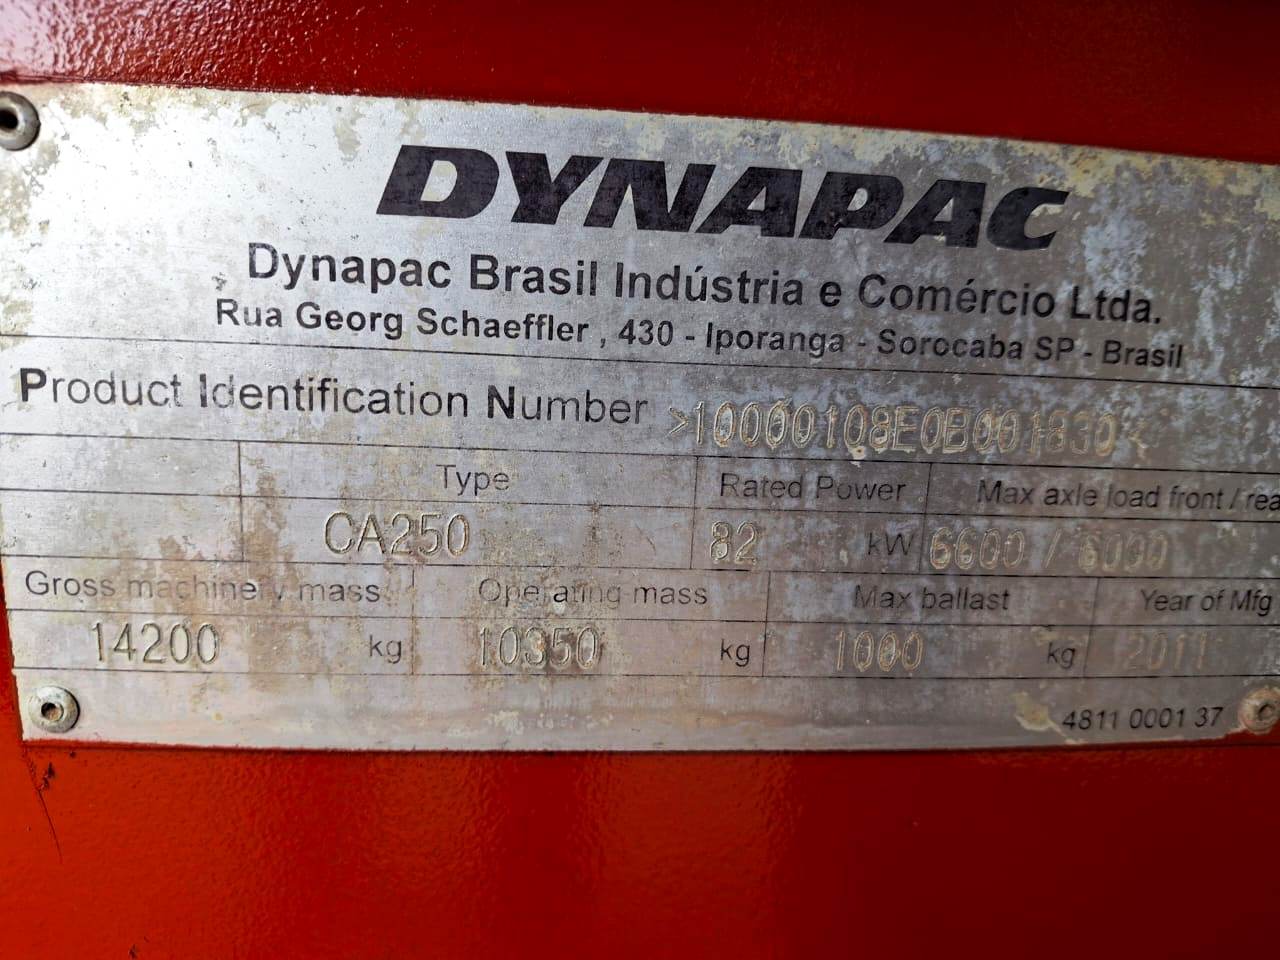 DYNAPAC
Dynapac Brasil Indústria e Comércio Ltda.
Rua Georg Schaeffler , 430 - Iporanga - Sorocaba SP - Brasil
Product Identification Number >10000108E0B001830<
Type Rated Power Max axle load front / rea
CA250 82 kW 6600 / 6000
Gross machinery mass Operating mass Max ballast Year of Mfg
14200 kg 10350 kg 1000 kg 2011
4811 0001 37